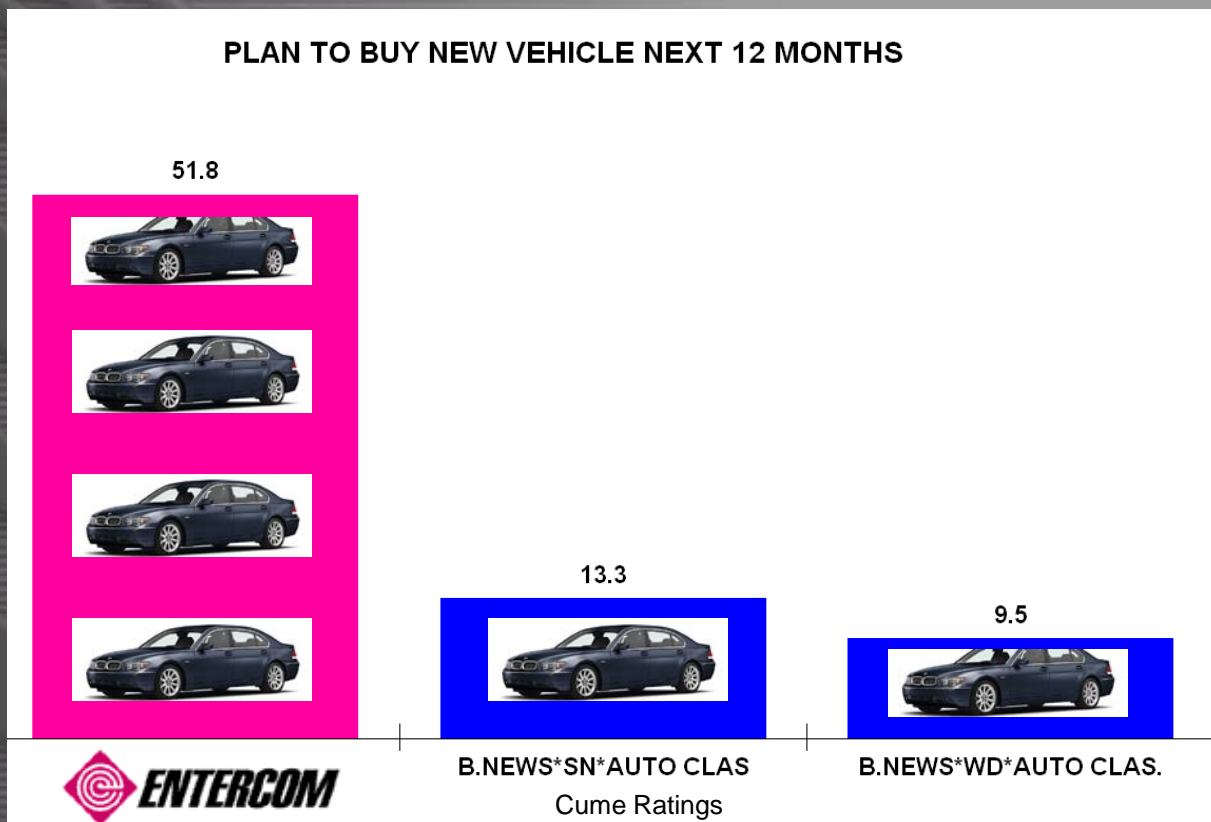 PLAN TO BUY NEW VEHICLE NEXT 12 MONTHS
51.8
13.3
9.5
ENTERCOM
B.NEWS*SN*AUTO CLAS
B.NEWS*WD*AUTO CLAS.
Cume Ratings